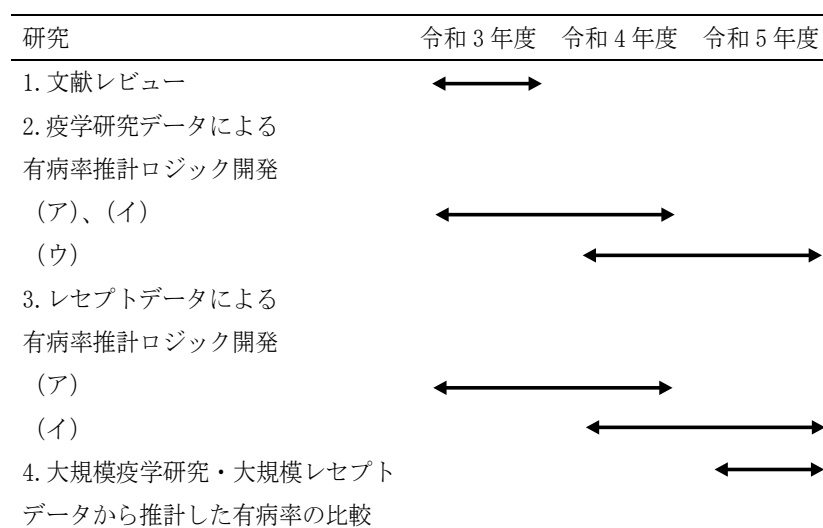 研究 令和3年度 令和4年度 令和5年度
1.文献レビュー
2.疫学研究データによる
有病率推計ロジック開発
（ア）、（イ）
（ウ）
3.レセプトデータによる
有病率推計ロジック開発
（ア）
（イ）
4.大規模疫学研究・大規模レセプト
データから推計した有病率の比較